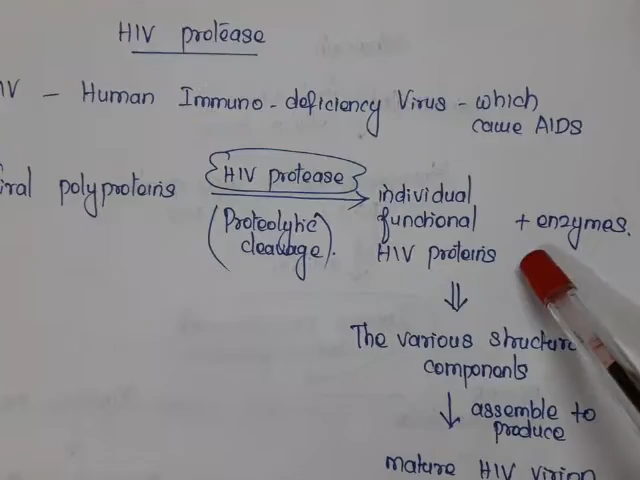 HIV protease
IV – Human Immuno-deficiency Virus – which
cause AIDS
iral polyproteins HIV protease individual
(Proteolytic cleavage). functional + enzymes.
HIV proteins
The various structure
components
assemble to
produce
mature HIV virion